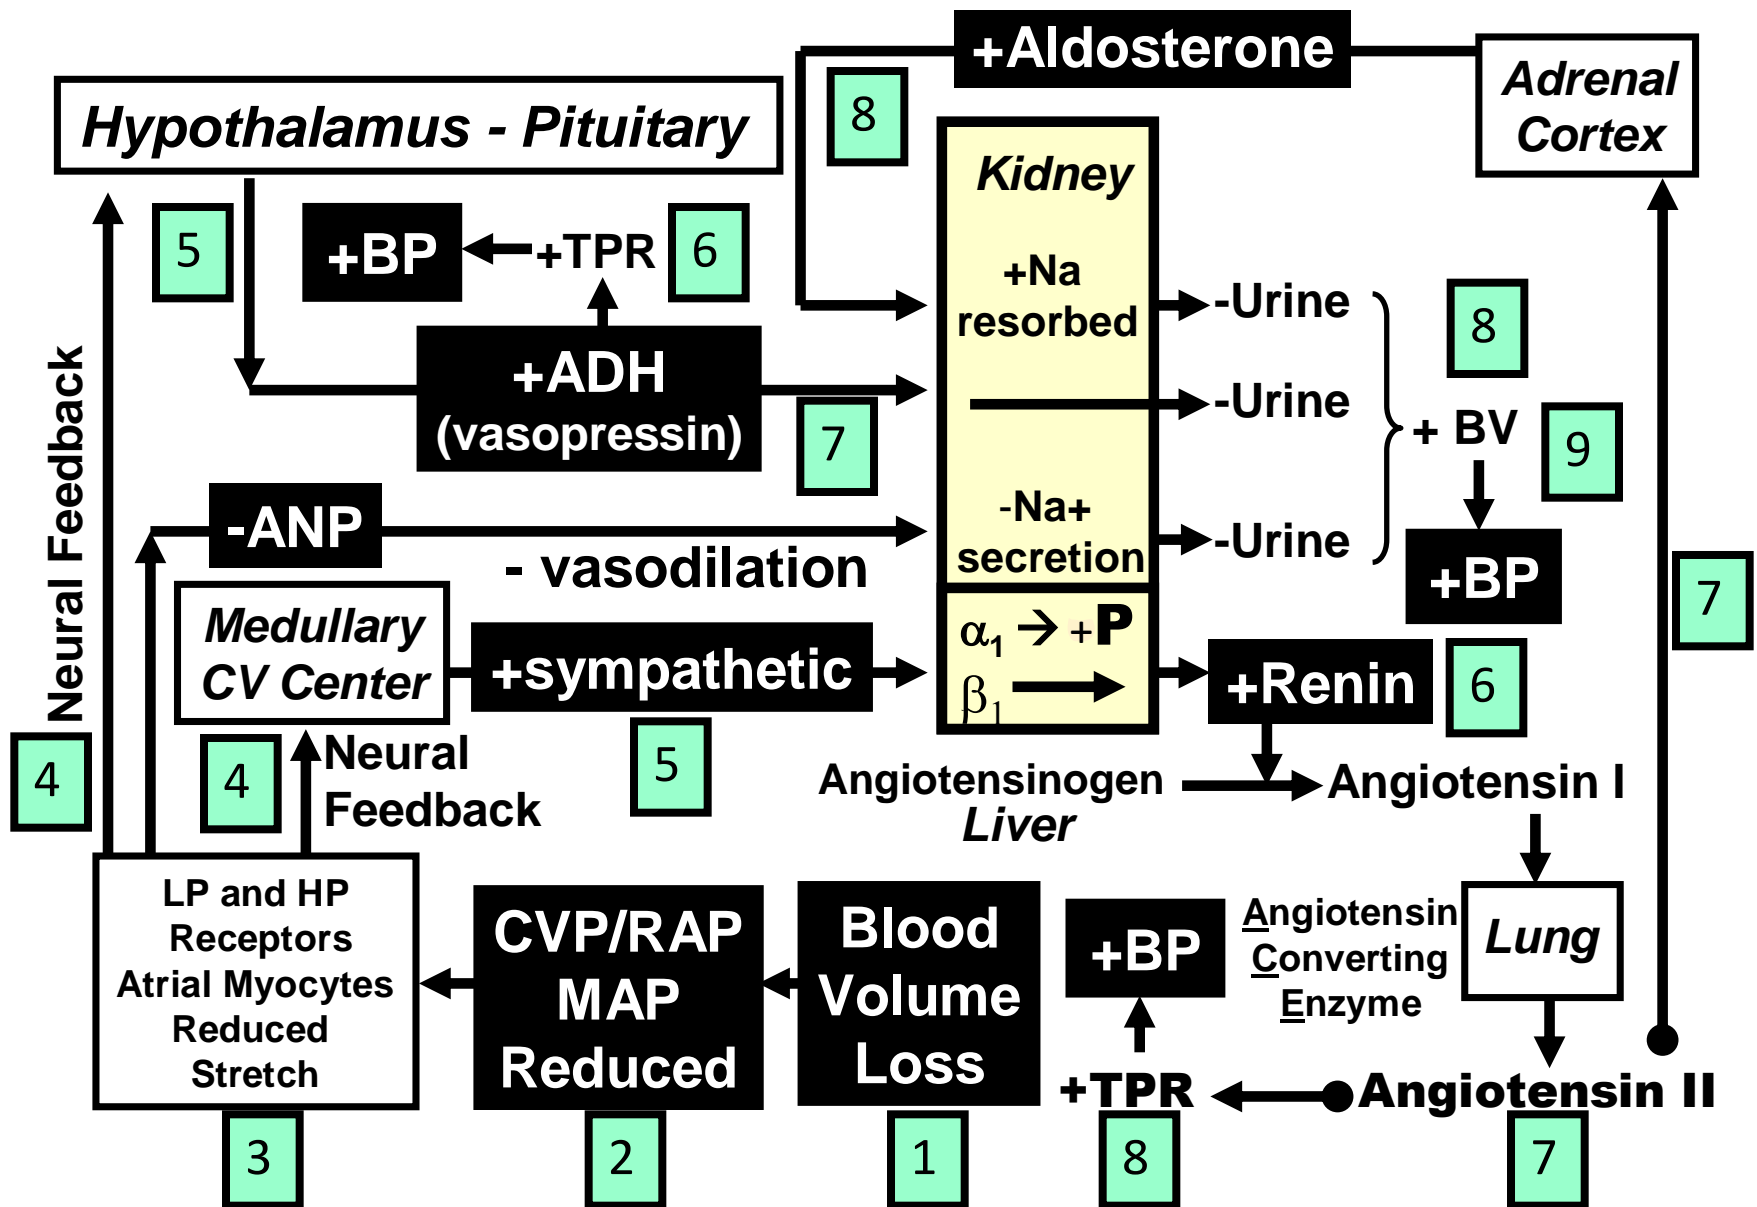 +Aldosterone
Adrenal
Cortex
8
Hypothalamus - Pituitary
Kidney
5
+BP
+TPR
6
+Na
resorbed
-Urine
8
+ADH
(vasopressin)
7
-Urine
+ BV
9
Neural Feedback
-ANP
- vasodilation
-Na+
secretion
-Urine
+BP
7
Medullary
CV Center
+sympathetic
5
α1 → +P
β1
+Renin
6
4
4
Neural
Feedback
Angiotensinogen
Liver
Angiotensin I
LP and HP
Receptors
Atrial Myocytes
Reduced
Stretch
3
CVP/RAP
MAP
Reduced
2
Blood
Volume
Loss
1
+BP
Angiotensin
Converting
Enzyme
Lung
+TPR
8
Angiotensin II
7